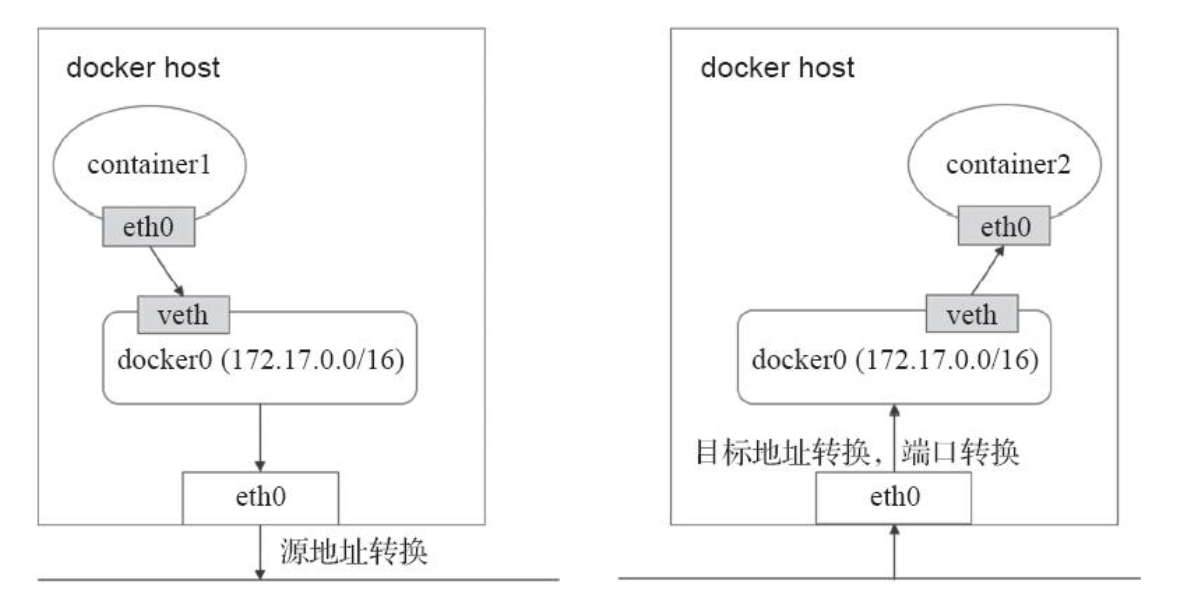 docker host
container1
eth0
veth
docker0 (172.17.0.0/16)
eth0
源地址转换
docker host
container2
eth0
veth
docker0 (172.17.0.0/16)
目标地址转换，端口转换
eth0